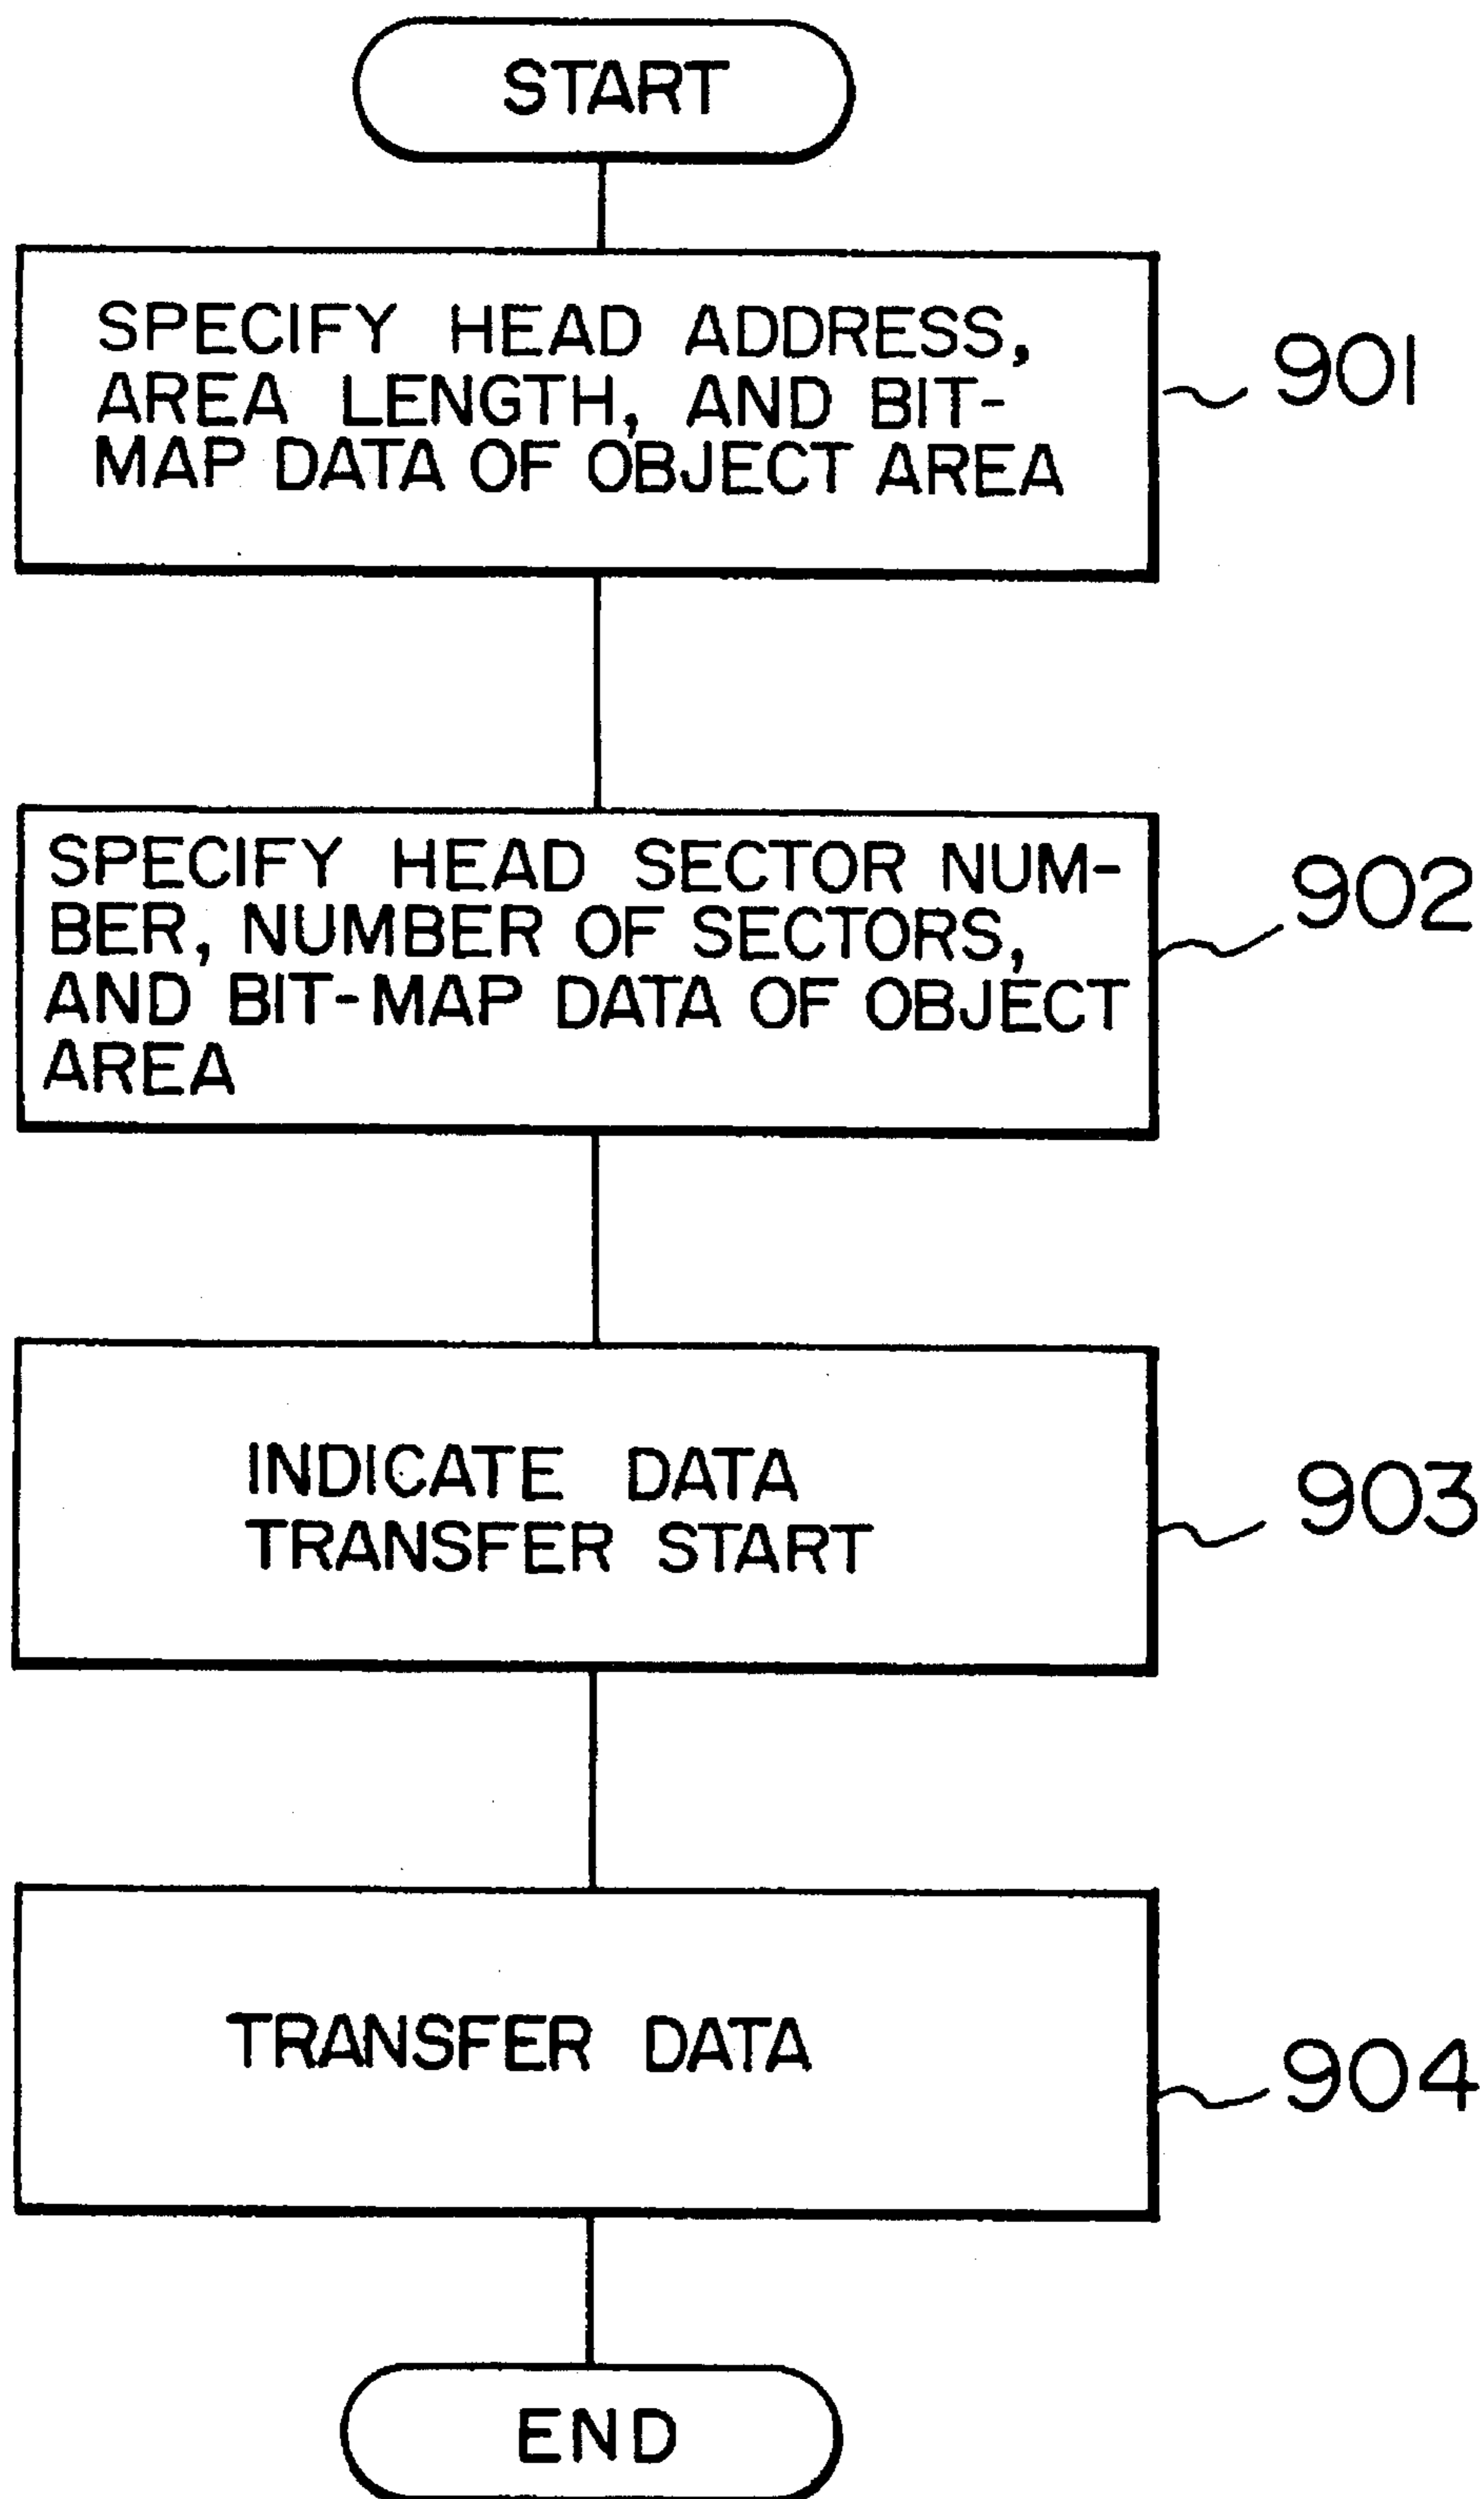 START
SPECIFY HEAD ADDRESS,
AREA LENGTH, AND BIT-
MAP DATA OF OBJECT AREA
901
SPECIFY HEAD SECTOR NUM-
BER, NUMBER OF SECTORS,
AND BIT-MAP DATA OF OBJECT
AREA
902
INDICATE DATA
TRANSFER START
903
TRANSFER DATA
904
END